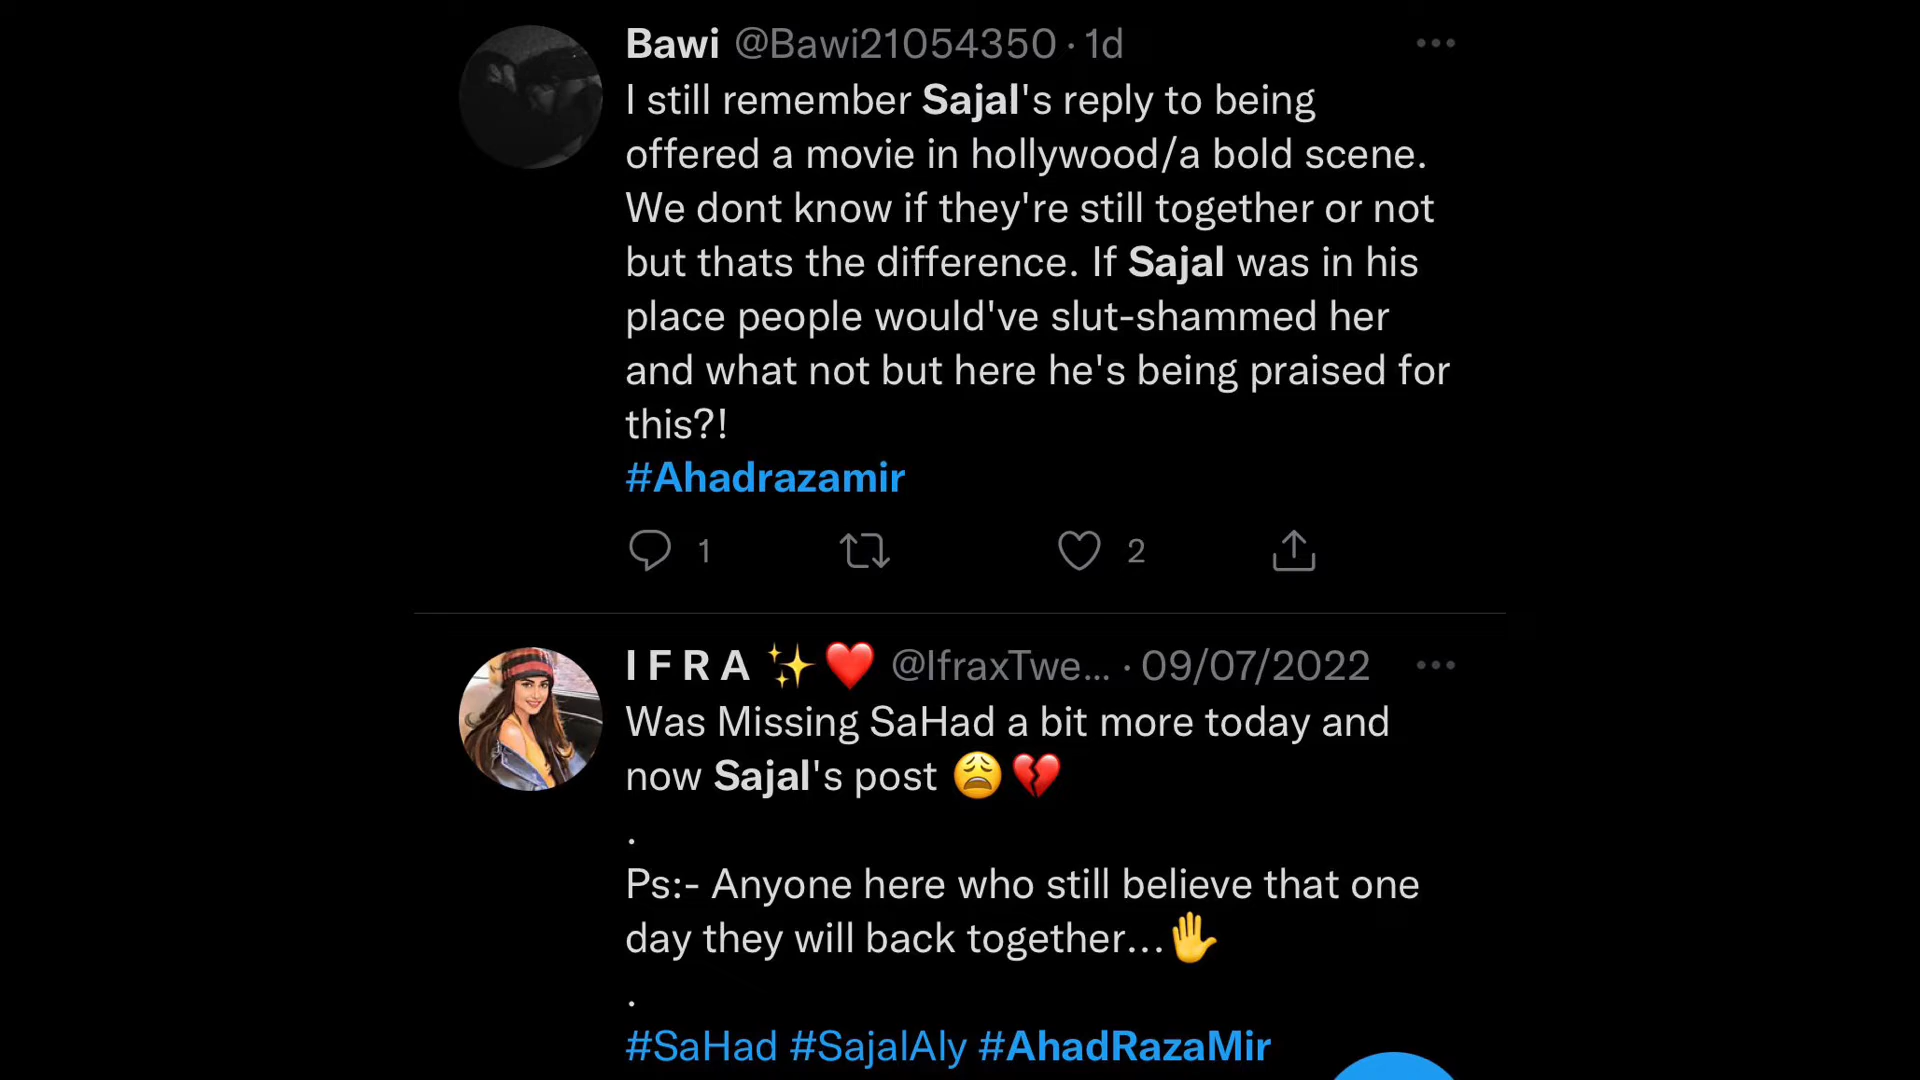 Bawi @Bawi21054350 · 1d
I still remember Sajal's reply to being
offered a movie in hollywood/a bold scene.
We dont know if they're still together or not
but thats the difference. If Sajal was in his
place people would've slut-shammed her
and what not but here he's being praised for
this?!
#Ahadrazamir
1 2
I F R A ✨❤️ @IfraxTwe... · 09/07/2022
Was Missing SaHad a bit more today and
now Sajal's post 😩💔
.
Ps:- Anyone here who still believe that one
day they will back together...✋
.
#SaHad #SajalAly #AhadRazaMir